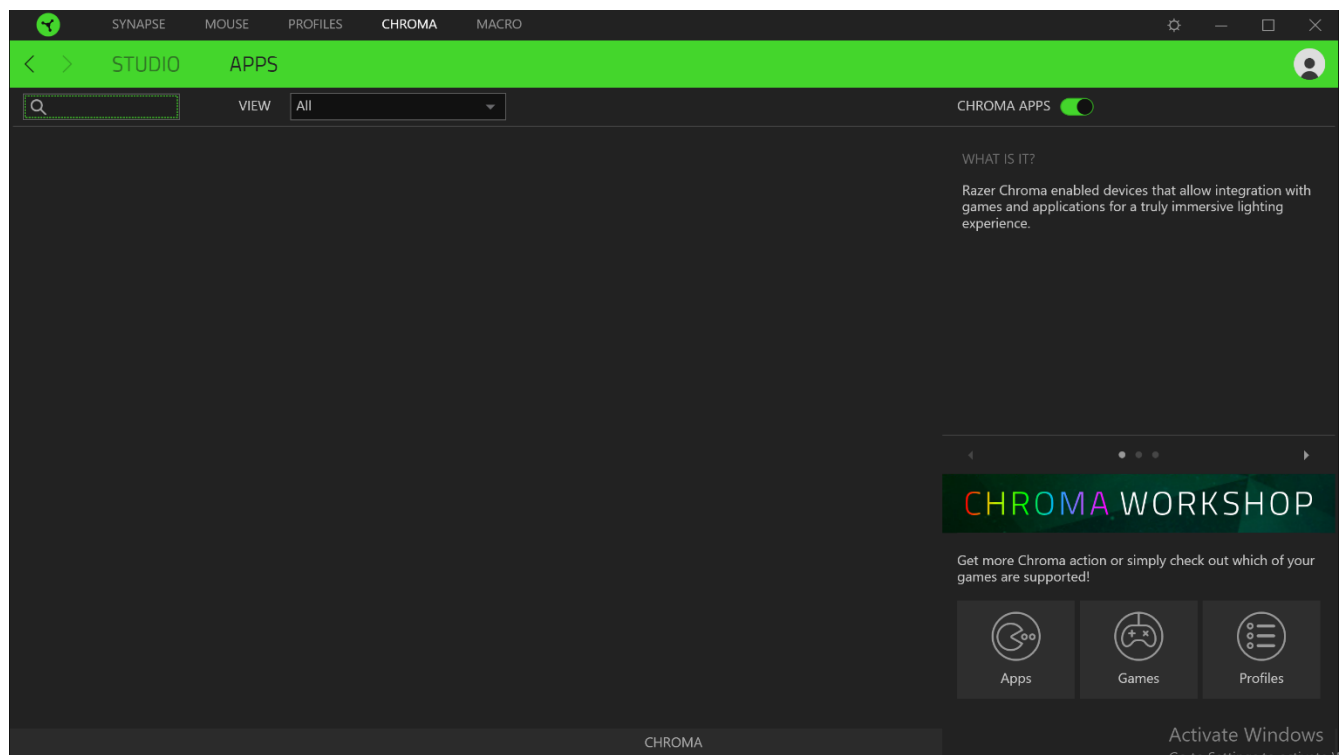 SYNAPSE MOUSE PROFILES CHROMA MACRO
STUDIO APPS
VIEW All CHROMA APPS
WHAT IS IT?
Razer Chroma enabled devices that allow integration with
games and applications for a truly immersive lighting
experience.
CHROMA WORKSHOP
Get more Chroma action or simply check out which of your
games are supported!
Apps Games Profiles
Activate Windows
CHROMA